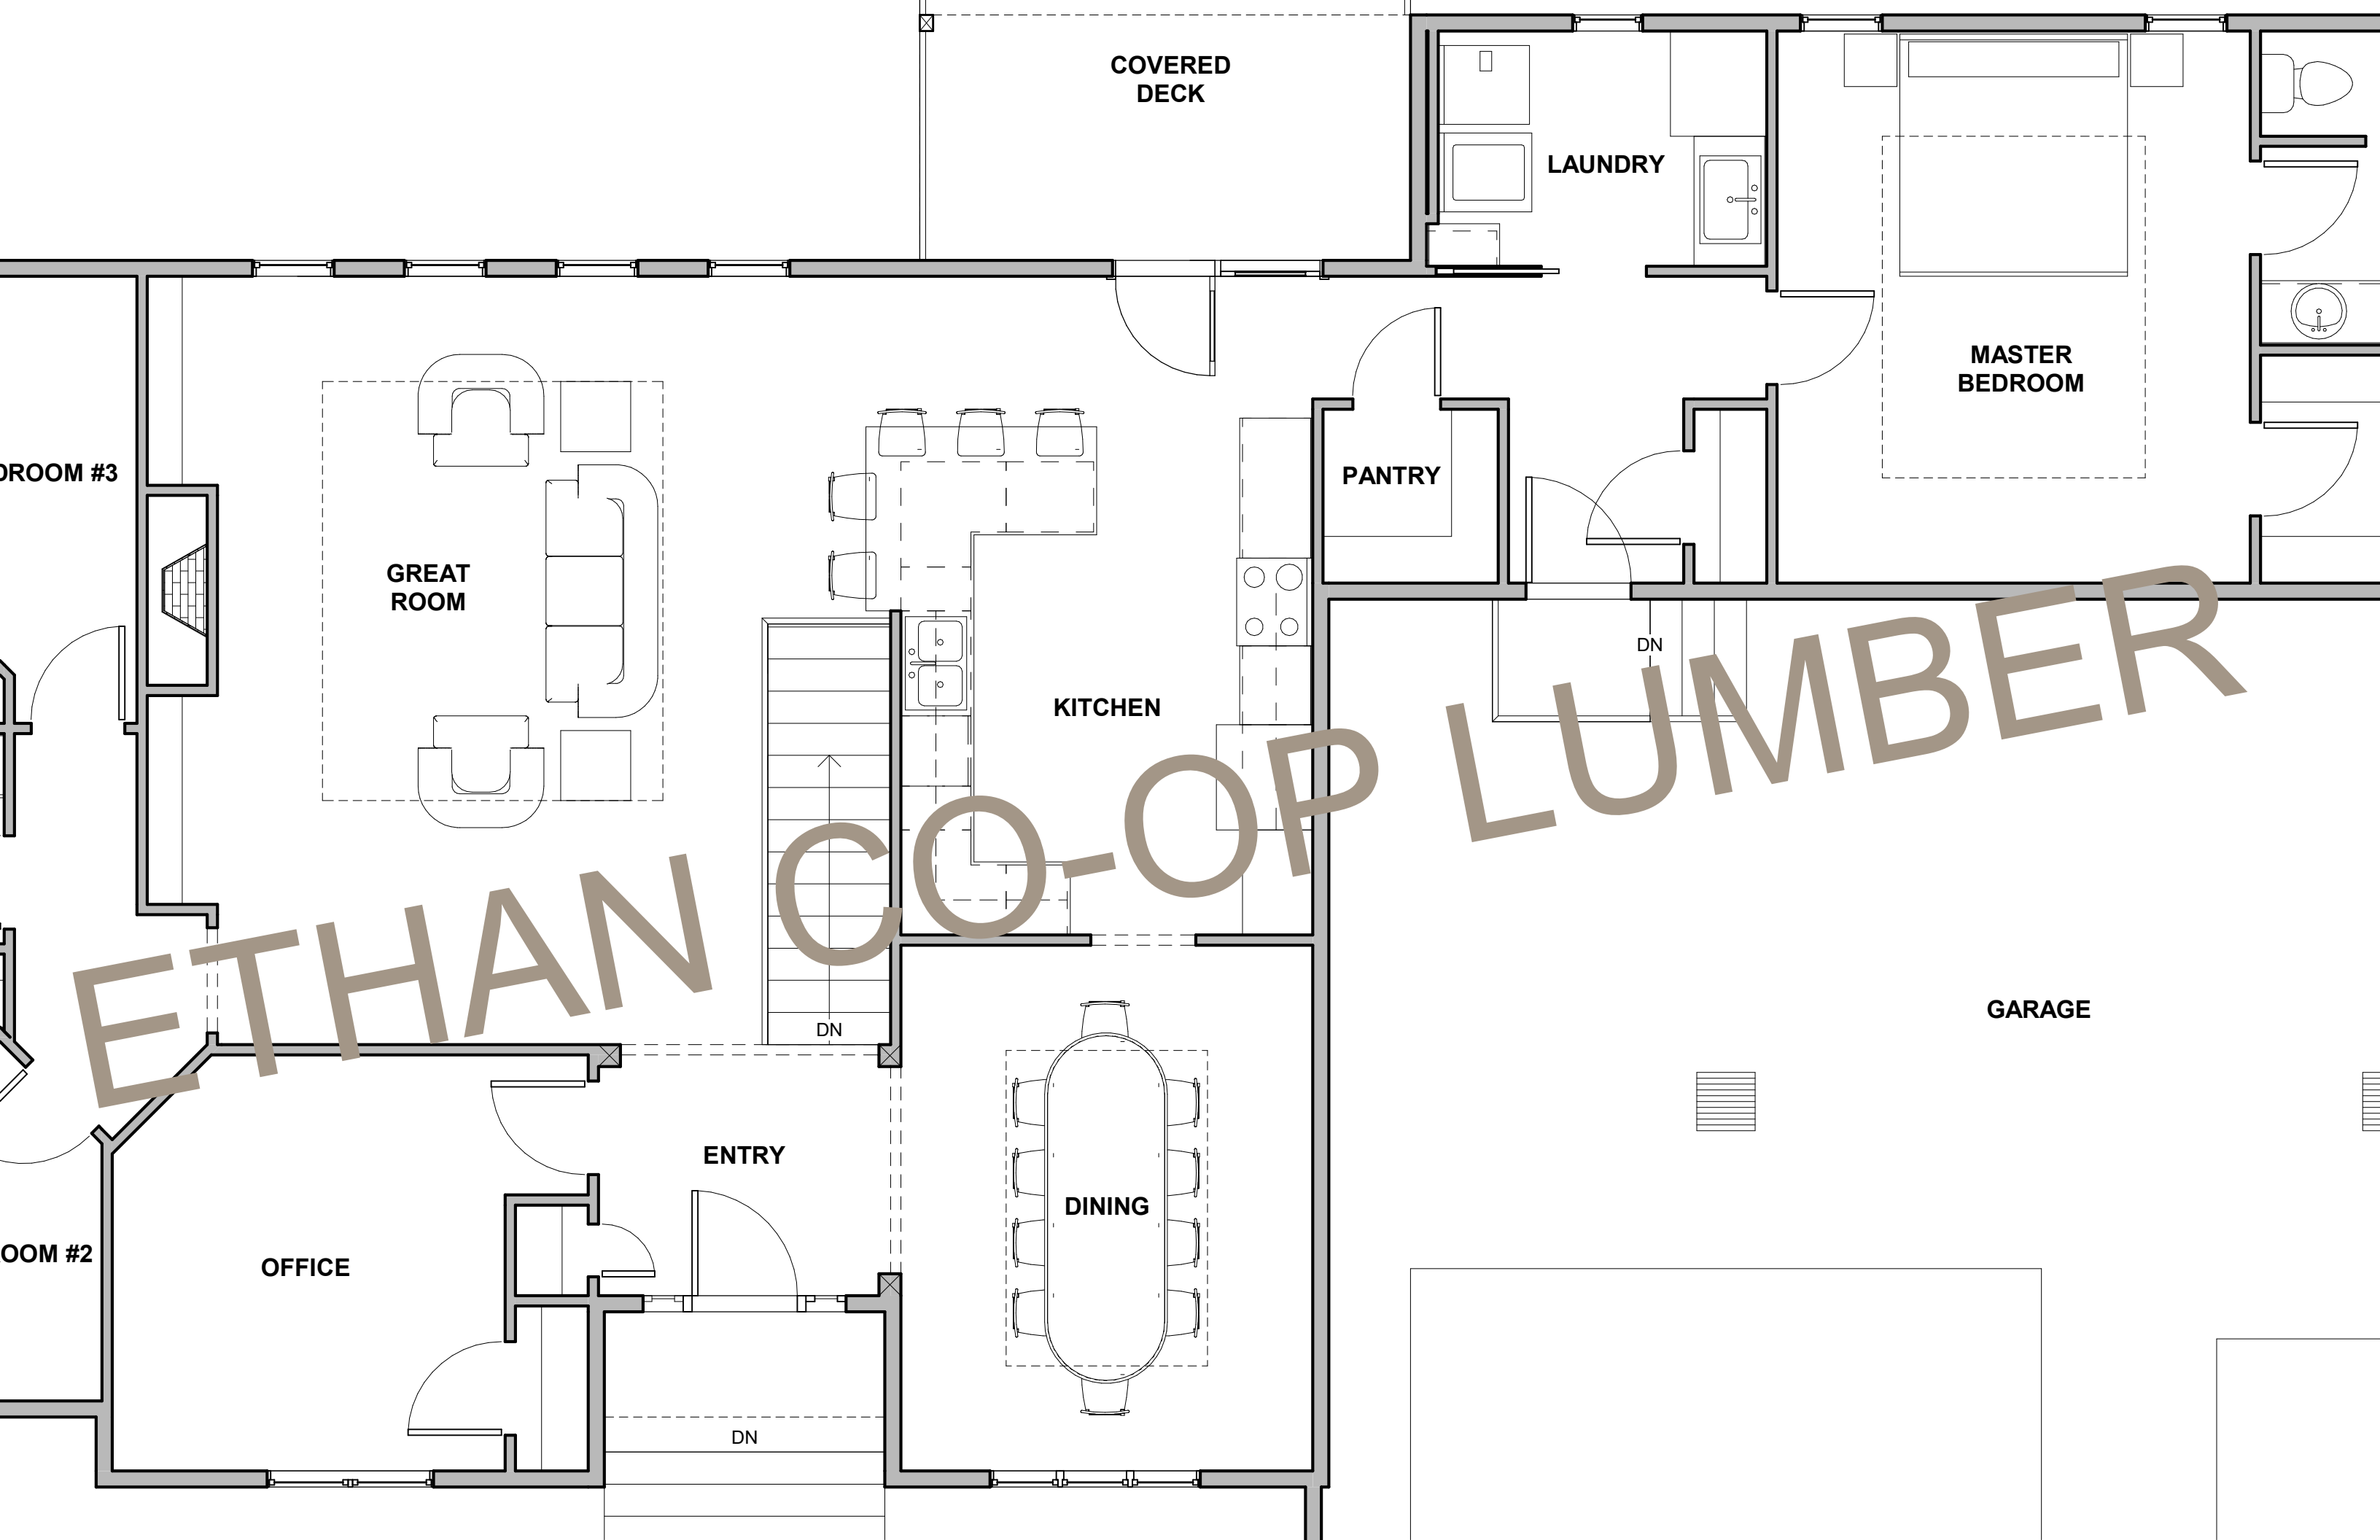 COVERED
DECK
LAUNDRY
MASTER
BEDROOM
DROOM #3
PANTRY
GREAT
ROOM
DN
KITCHEN
ETHAN CO-OP LUMBER
GARAGE
DN
ENTRY
DINING
OOM #2
OFFICE
DN